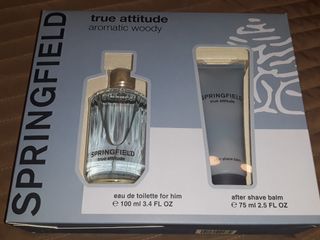 SPRINGFIELD
true attitude
aromatic woody
SPRINGFIELD
true attitude
SPRINGFIELD
true attitude
after shave balm
eau de toilette for him
℮ 100 ml 3.4 FL OZ
after shave balm
℮ 75 ml 2.5 FL OZ